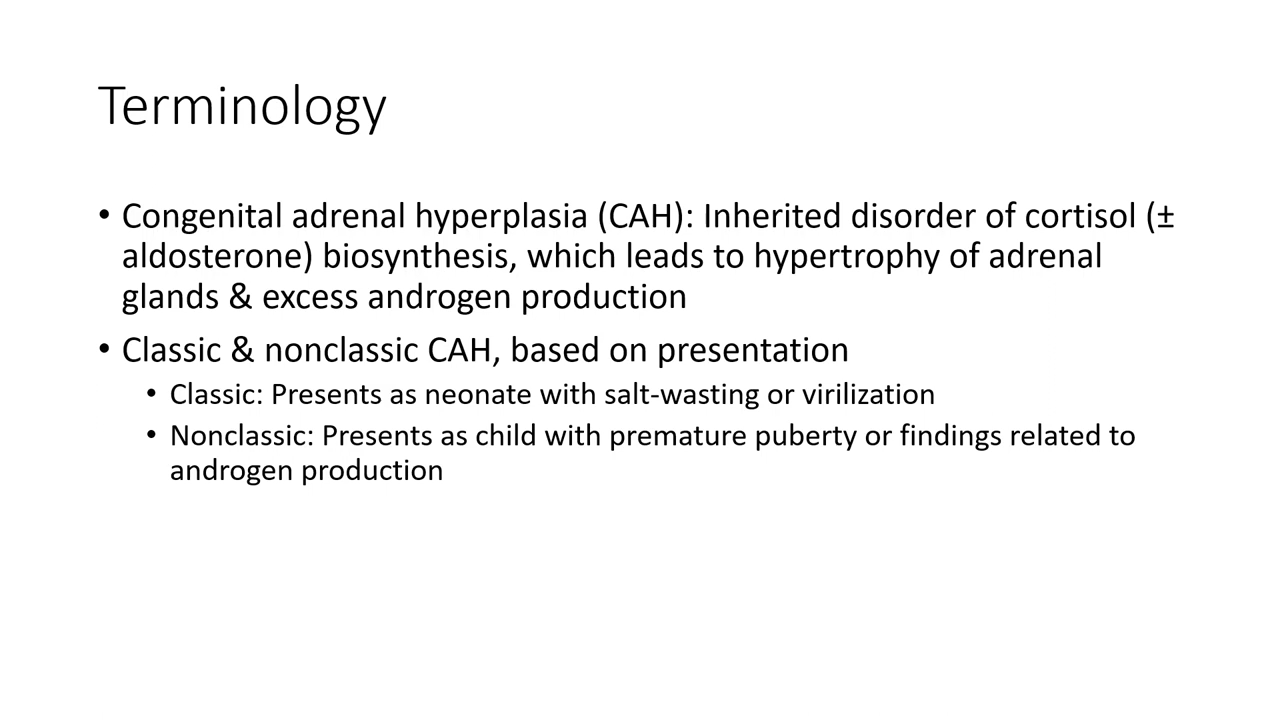 Terminology
• Congenital adrenal hyperplasia (CAH): Inherited disorder of cortisol (±
aldosterone) biosynthesis, which leads to hypertrophy of adrenal
glands & excess androgen production
• Classic & nonclassic CAH, based on presentation
• Classic: Presents as neonate with salt-wasting or virilization
• Nonclassic: Presents as child with premature puberty or findings related to
androgen production